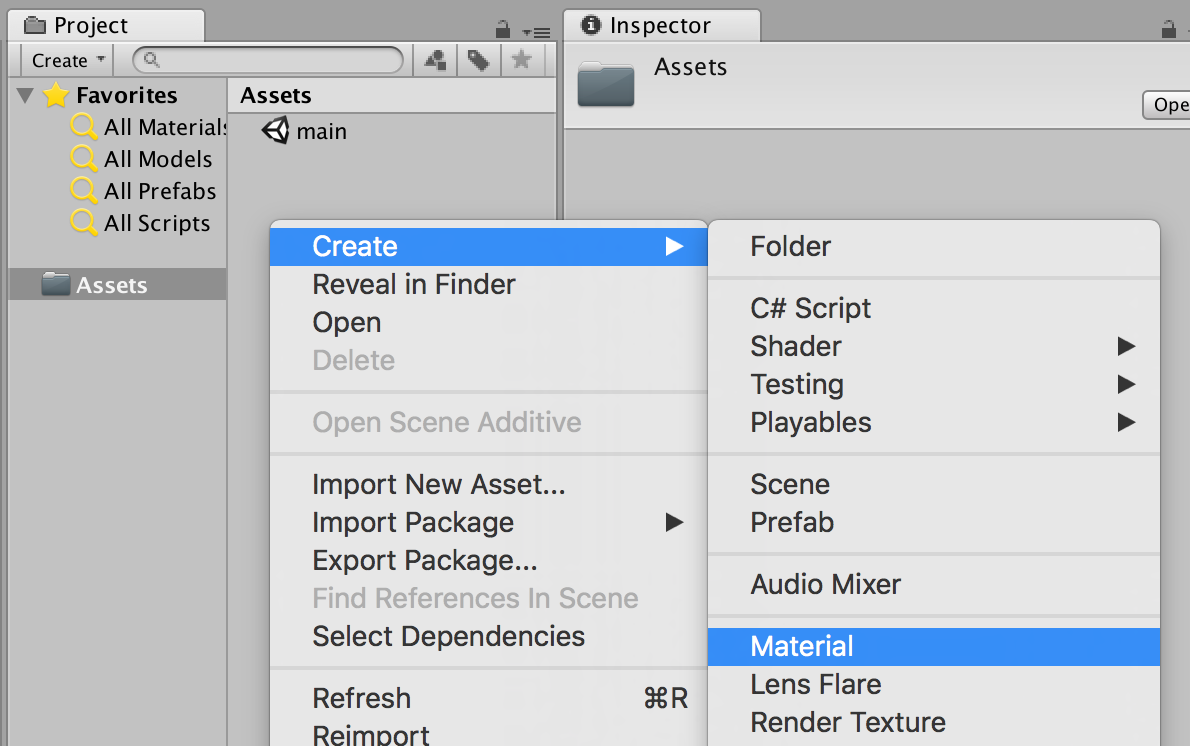 Project
Inspector
Create
Assets
Favorites
Assets
All Materials
main
All Models
All Prefabs
All Scripts
Assets
Create
Reveal in Finder
Open
Delete
Open Scene Additive
Import New Asset...
Import Package
Export Package...
Find References In Scene
Select Dependencies
Refresh ⌘R
Reimport
Folder
C# Script
Shader
Testing
Playables
Scene
Prefab
Audio Mixer
Material
Lens Flare
Render Texture
Ope